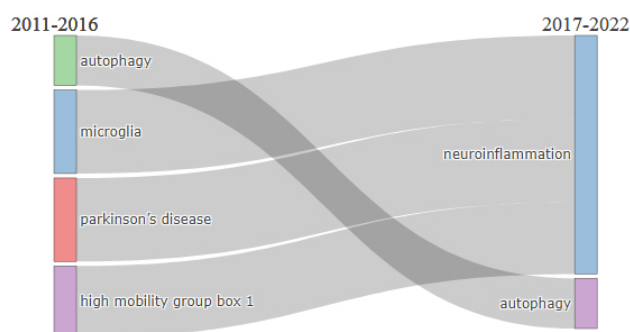 2011-2016 2017-2022
autophagy
microglia
neuroinflammation
parkinson's disease
high mobility group box 1
autophagy